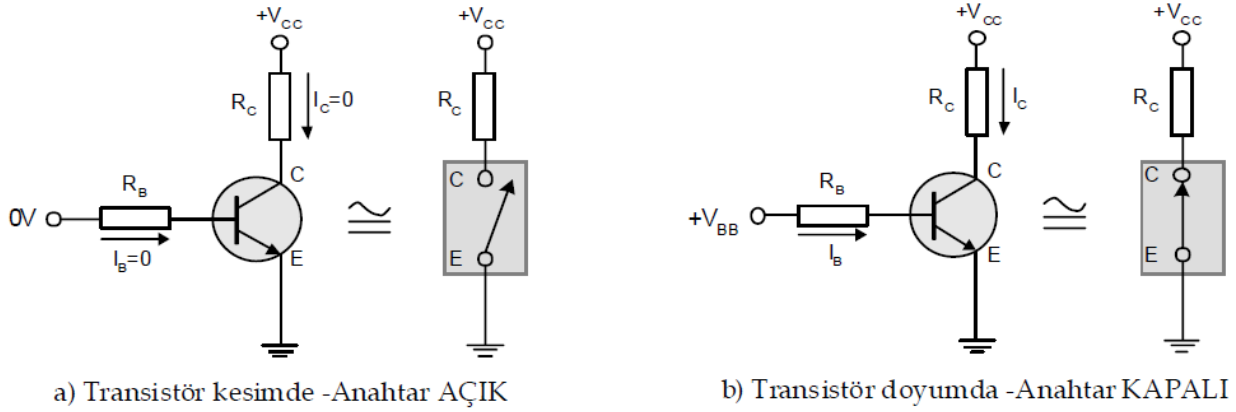 +VCC
RC
IC=0
C
RB
0V
IB=0
E
+VCC
RC
C
E
a) Transistör kesimde -Anahtar AÇIK
+VCC
RC
IC
C
RB
+VBB
IB
E
+VCC
RC
C
E
b) Transistör doyumda -Anahtar KAPALI